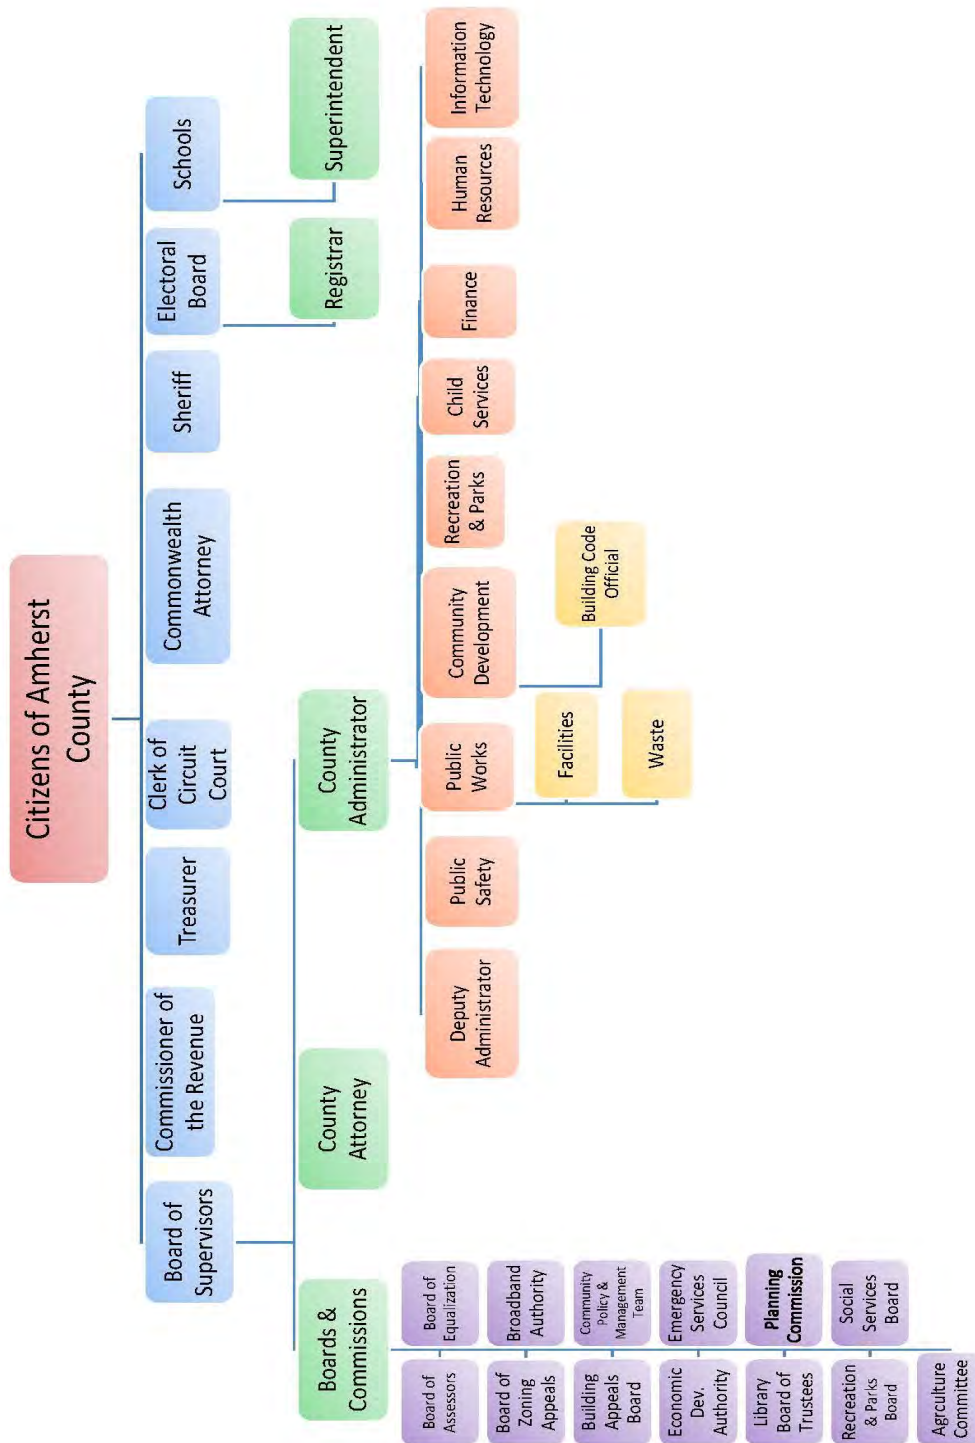 Citizens of Amherst
County
Board of
Supervisors
Commissioner of
the Revenue
Treasurer
Clerk of
Circuit
Court
Commonwealth
Attorney
Sheriff
Electoral
Board
Schools
Boards &
Commissions
County
Attorney
County
Administrator
Registrar
Superintendent
Deputy
Administrator
Public
Safety
Public
Works
Community
Development
Recreation
& Parks
Child
Services
Finance
Human
Resources
Information
Technology
Facilities
Waste
Building Code
Official
Board of
Assessors
Board of
Equalization
Board of
Zoning
Appeals
Broadband
Authority
Building
Appeals
Board
Community
Policy &
Management
Team
Economic
Dev.
Authority
Emergency
Services
Council
Library
Board of
Trustees
Planning
Commission
Recreation
& Parks
Board
Social
Services
Board
Agrculture
Committee